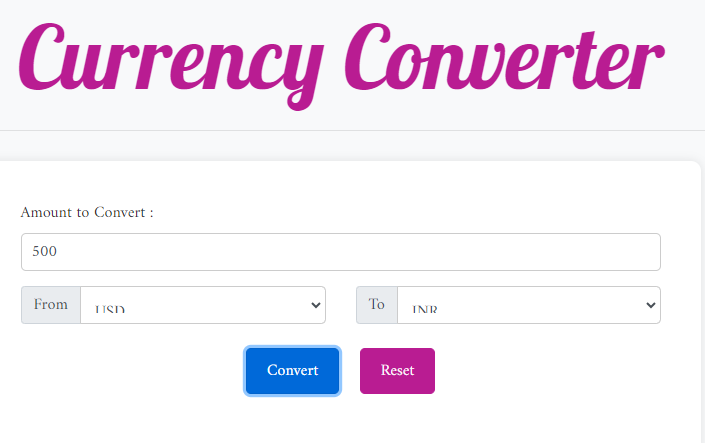 Currency Converter
Amount to Convert :
500
From USD To INR
Convert Reset